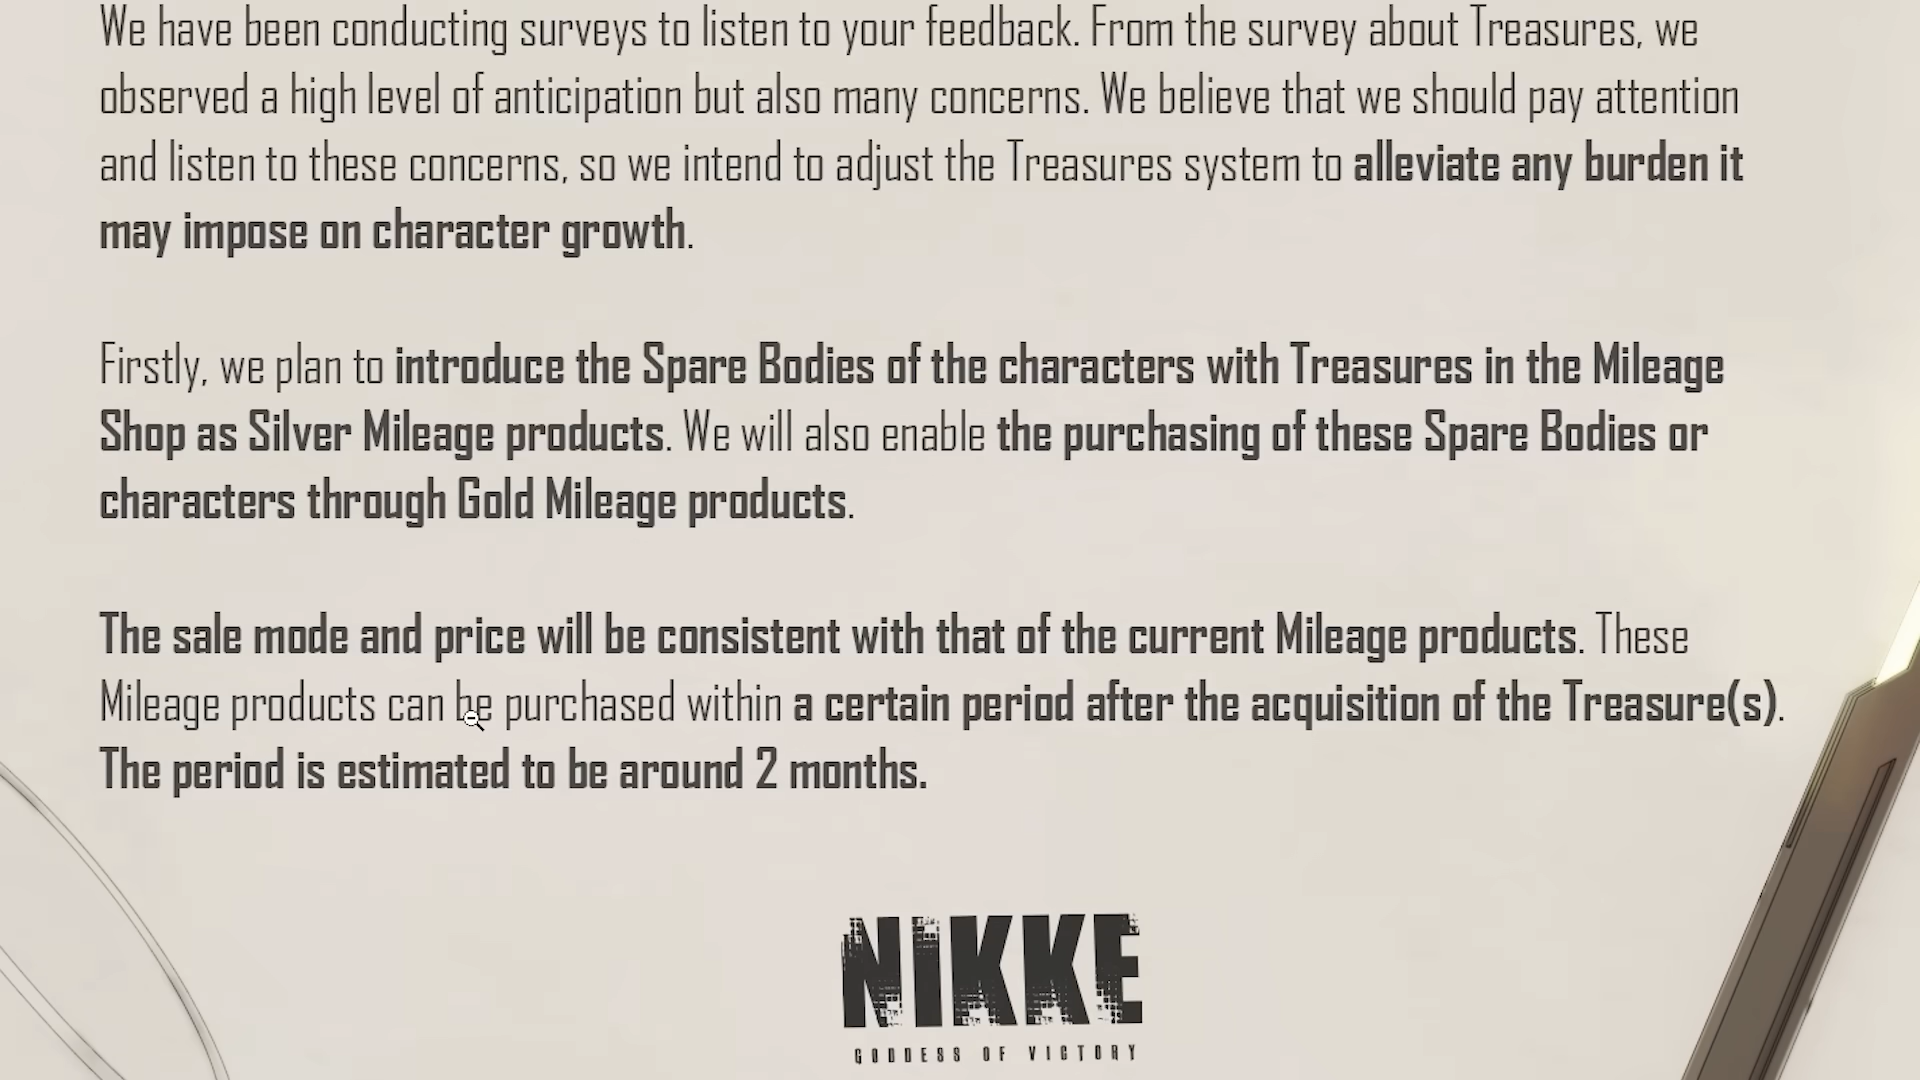 We have been conducting surveys to listen to your feedback. From the survey about Treasures, we
observed a high level of anticipation but also many concerns. We believe that we should pay attention
and listen to these concerns, so we intend to adjust the Treasures system to alleviate any burden it
may impose on character growth.
Firstly, we plan to introduce the Spare Bodies of the characters with Treasures in the Mileage
Shop as Silver Mileage products. We will also enable the purchasing of these Spare Bodies or
characters through Gold Mileage products.
The sale mode and price will be consistent with that of the current Mileage products. These
Mileage products can be purchased within a certain period after the acquisition of the Treasure(s).
The period is estimated to be around 2 months.
NIKKE
GODDESS OF VICTORY